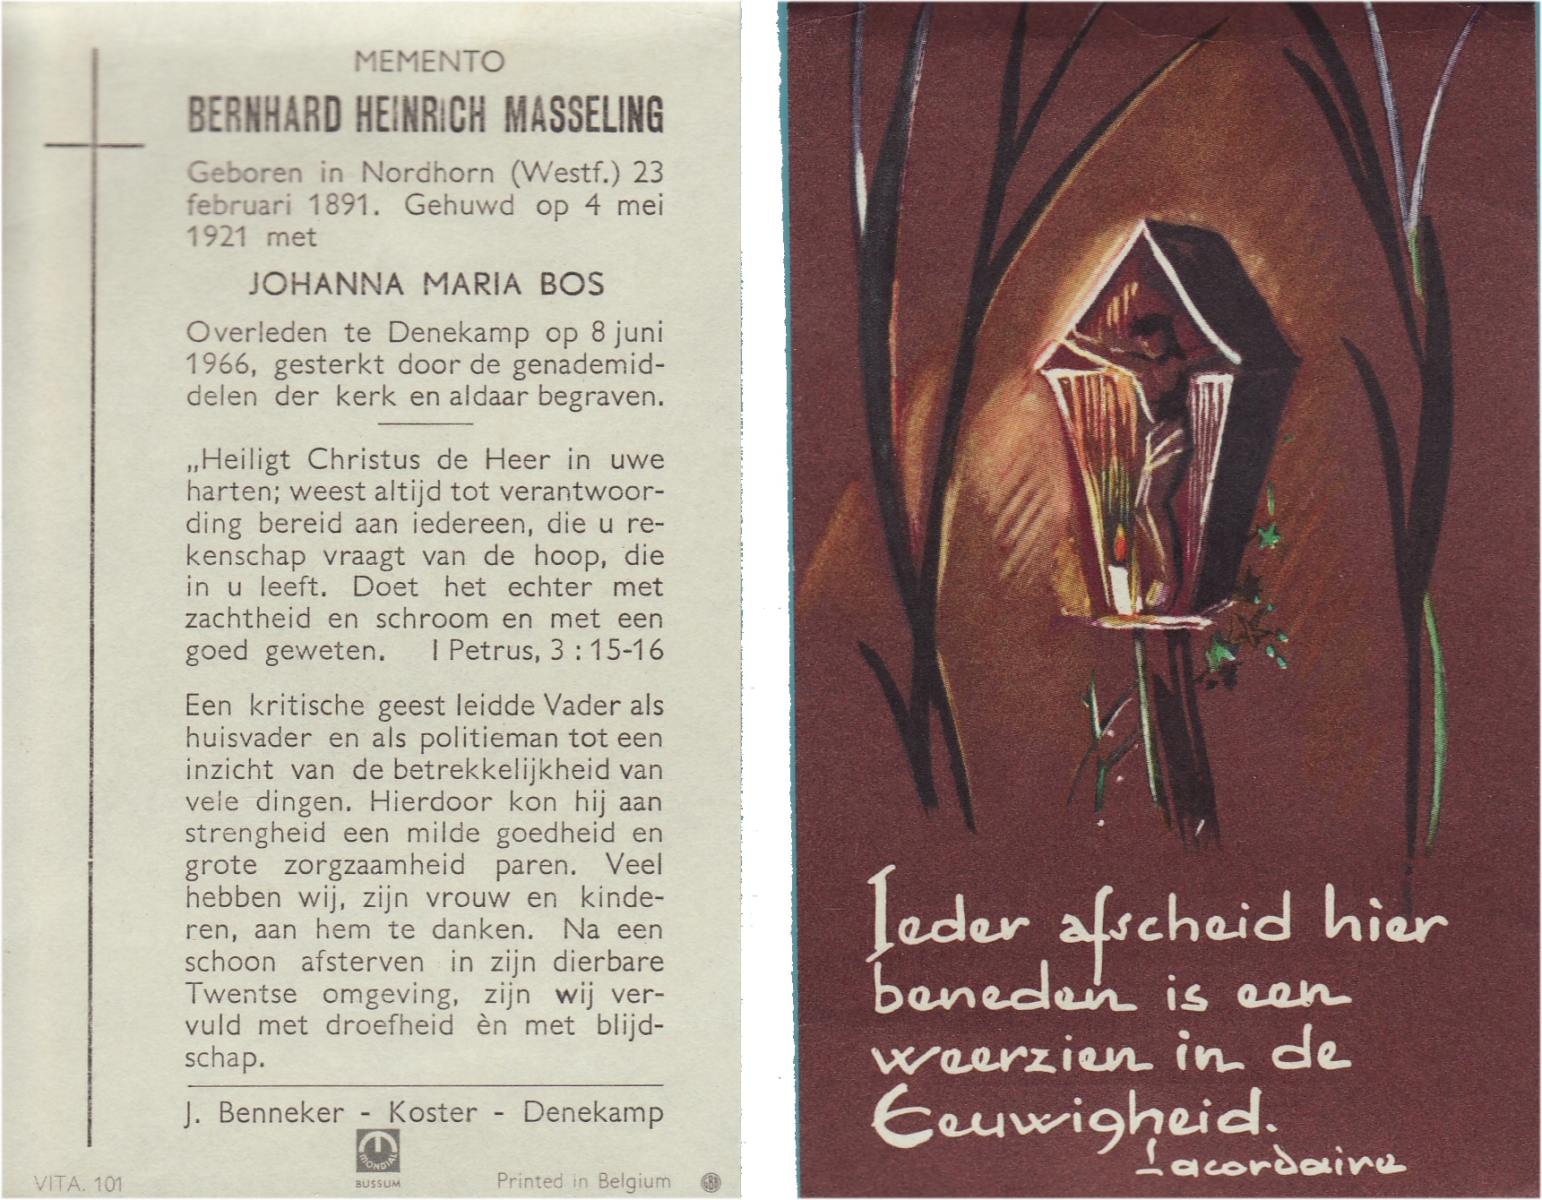 MEMENTO
BERNHARD HEINRICH MASSELING
Geboren in Nordhorn (Westf.) 23
februari 1891. Gehuwd op 4 mei
1921 met
JOHANNA MARIA BOS
Overleden te Denekamp op 8 juni
1966, gesterkt door de genademid-
delen der kerk en aldaar begraven.
„Heiligt Christus de Heer in uwe
harten; weest altijd tot verantwoor-
ding bereid aan iedereen, die u re-
kenschap vraagt van de hoop, die
in u leeft. Doet het echter met
zachtheid en schroom en met een
goed geweten. I Petrus, 3 : 15-16
Een kritische geest leidde Vader als
huisvader en als politieman tot een
inzicht van de betrekkelijkheid van
vele dingen. Hierdoor kon hij aan
strengheid een milde goedheid en
grote zorgzaamheid paren. Veel
hebben wij, zijn vrouw en kinde-
ren, aan hem te danken. Na een
schoon afsterven in zijn dierbare
Twentse omgeving, zijn wij ver-
vuld met droefheid èn met blijd-
schap.
J. Benneker - Koster - Denekamp
MONDIAL
BUSSUM
VITA. 101
Printed in Belgium
Ieder afscheid hier
beneden is een
weerzien in de
Eeuwigheid.
Lacordaire